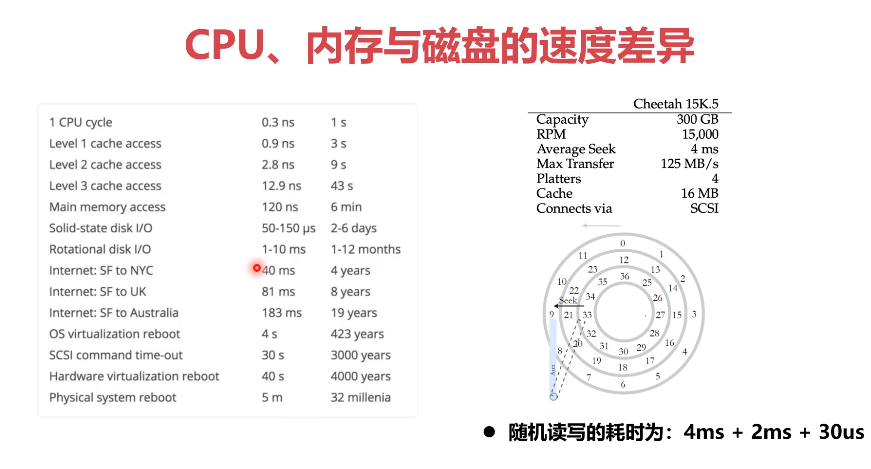 CPU、内存与磁盘的速度差异
1 CPU cycle 0.3 ns 1 s
Level 1 cache access 0.9 ns 3 s
Level 2 cache access 2.8 ns 9 s
Level 3 cache access 12.9 ns 43 s
Main memory access 120 ns 6 min
Solid-state disk I/O 50-150 μs 2-6 days
Rotational disk I/O 1-10 ms 1-12 months
Internet: SF to NYC 40 ms 4 years
Internet: SF to UK 81 ms 8 years
Internet: SF to Australia 183 ms 19 years
OS virtualization reboot 4 s 423 years
SCSI command time-out 30 s 3000 years
Hardware virtualization reboot 40 s 4000 years
Physical system reboot 5 m 32 millenia
Cheetah 15K.5
Capacity 300 GB
RPM 15,000
Average Seek 4 ms
Max Transfer 125 MB/s
Platters 4
Cache 16 MB
Connects via SCSI
0
11 1
12
10 23 13 2
36
22 35 25
34 26
Seek
9 21 33 27 15 3
32 28
8 20 31 29 16 4
30
19 17
18
7 5
6
Arm
● 随机读写的耗时为：4ms + 2ms + 30us